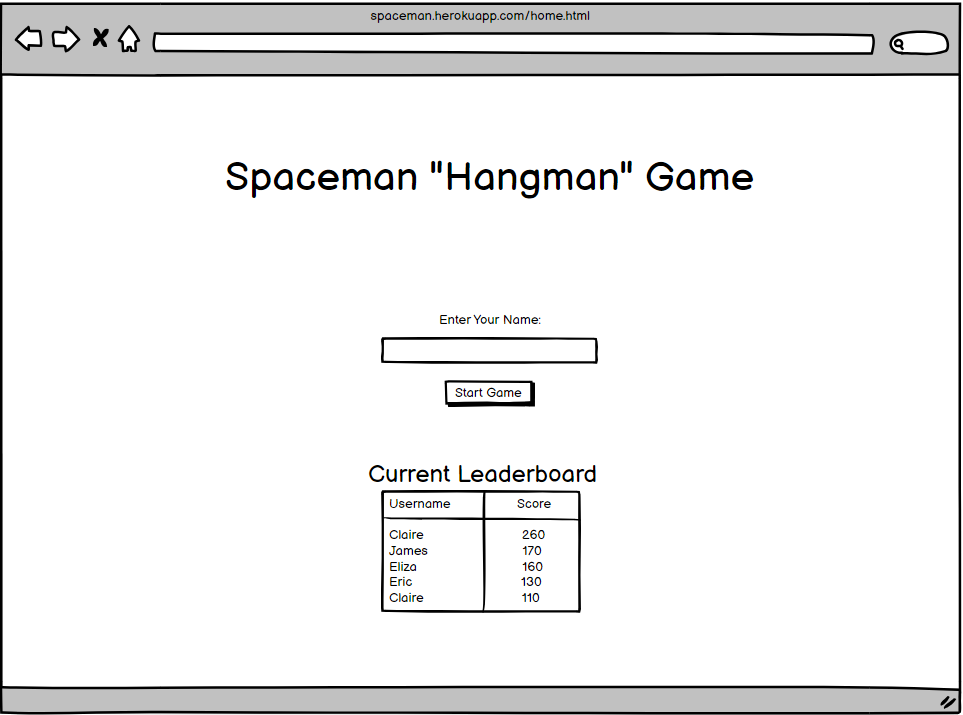 spaceman.herokuapp.com/home.html
Spaceman "Hangman" Game
Enter Your Name:
Start Game
Current Leaderboard
Username Score
Claire 260
James 170
Eliza 160
Eric 130
Claire 110